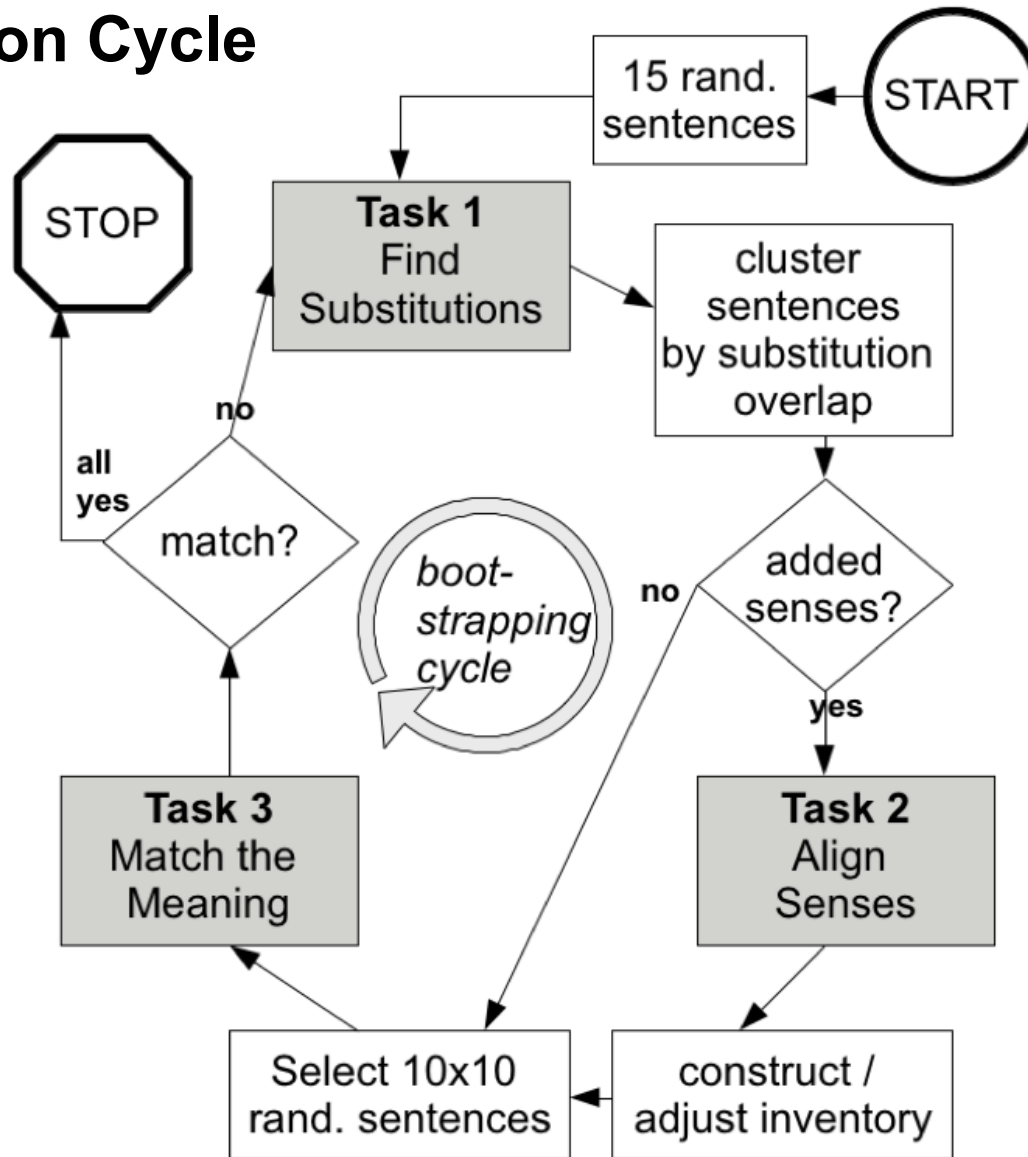 on Cycle
START
15 rand.
sentences
STOP
Task 1
Find
Substitutions
cluster
sentences
by substitution
overlap
no
all
yes
match?
boot-
strapping
cycle
added
senses?
no
yes
Task 3
Match the
Meaning
Task 2
Align
Senses
Select 10x10
rand. sentences
construct /
adjust inventory